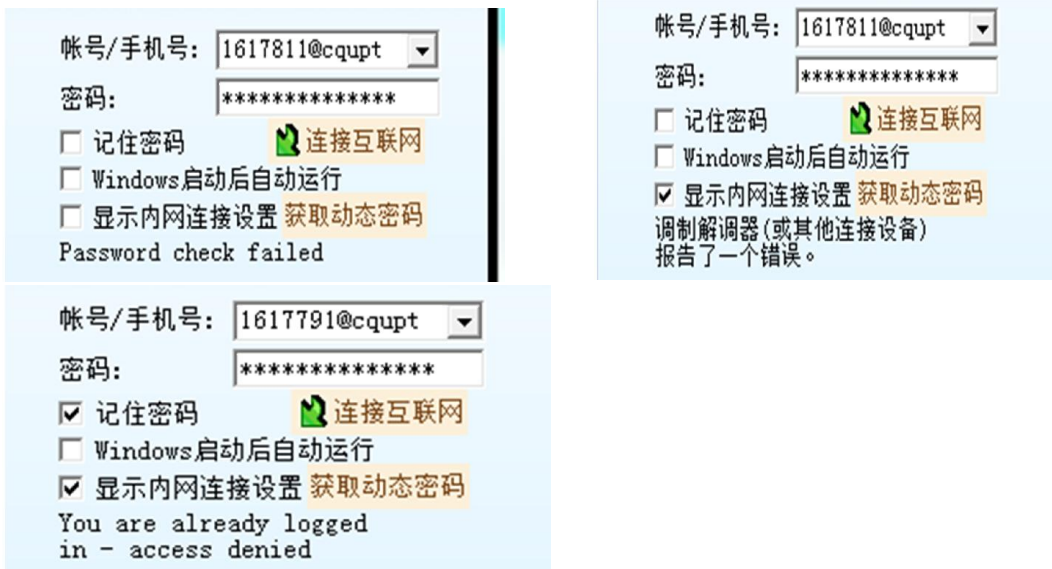 帐号/手机号: 1617811@cqupt
密码: **************
记住密码 连接互联网
Windows启动后自动运行
显示内网连接设置 获取动态密码
Password check failed
帐号/手机号: 1617811@cqupt
密码: **************
记住密码 连接互联网
Windows启动后自动运行
显示内网连接设置 获取动态密码
调制解调器(或其他连接设备)
报告了一个错误。
帐号/手机号: 1617791@cqupt
密码: **************
记住密码 连接互联网
Windows启动后自动运行
显示内网连接设置 获取动态密码
You are already logged
in - access denied